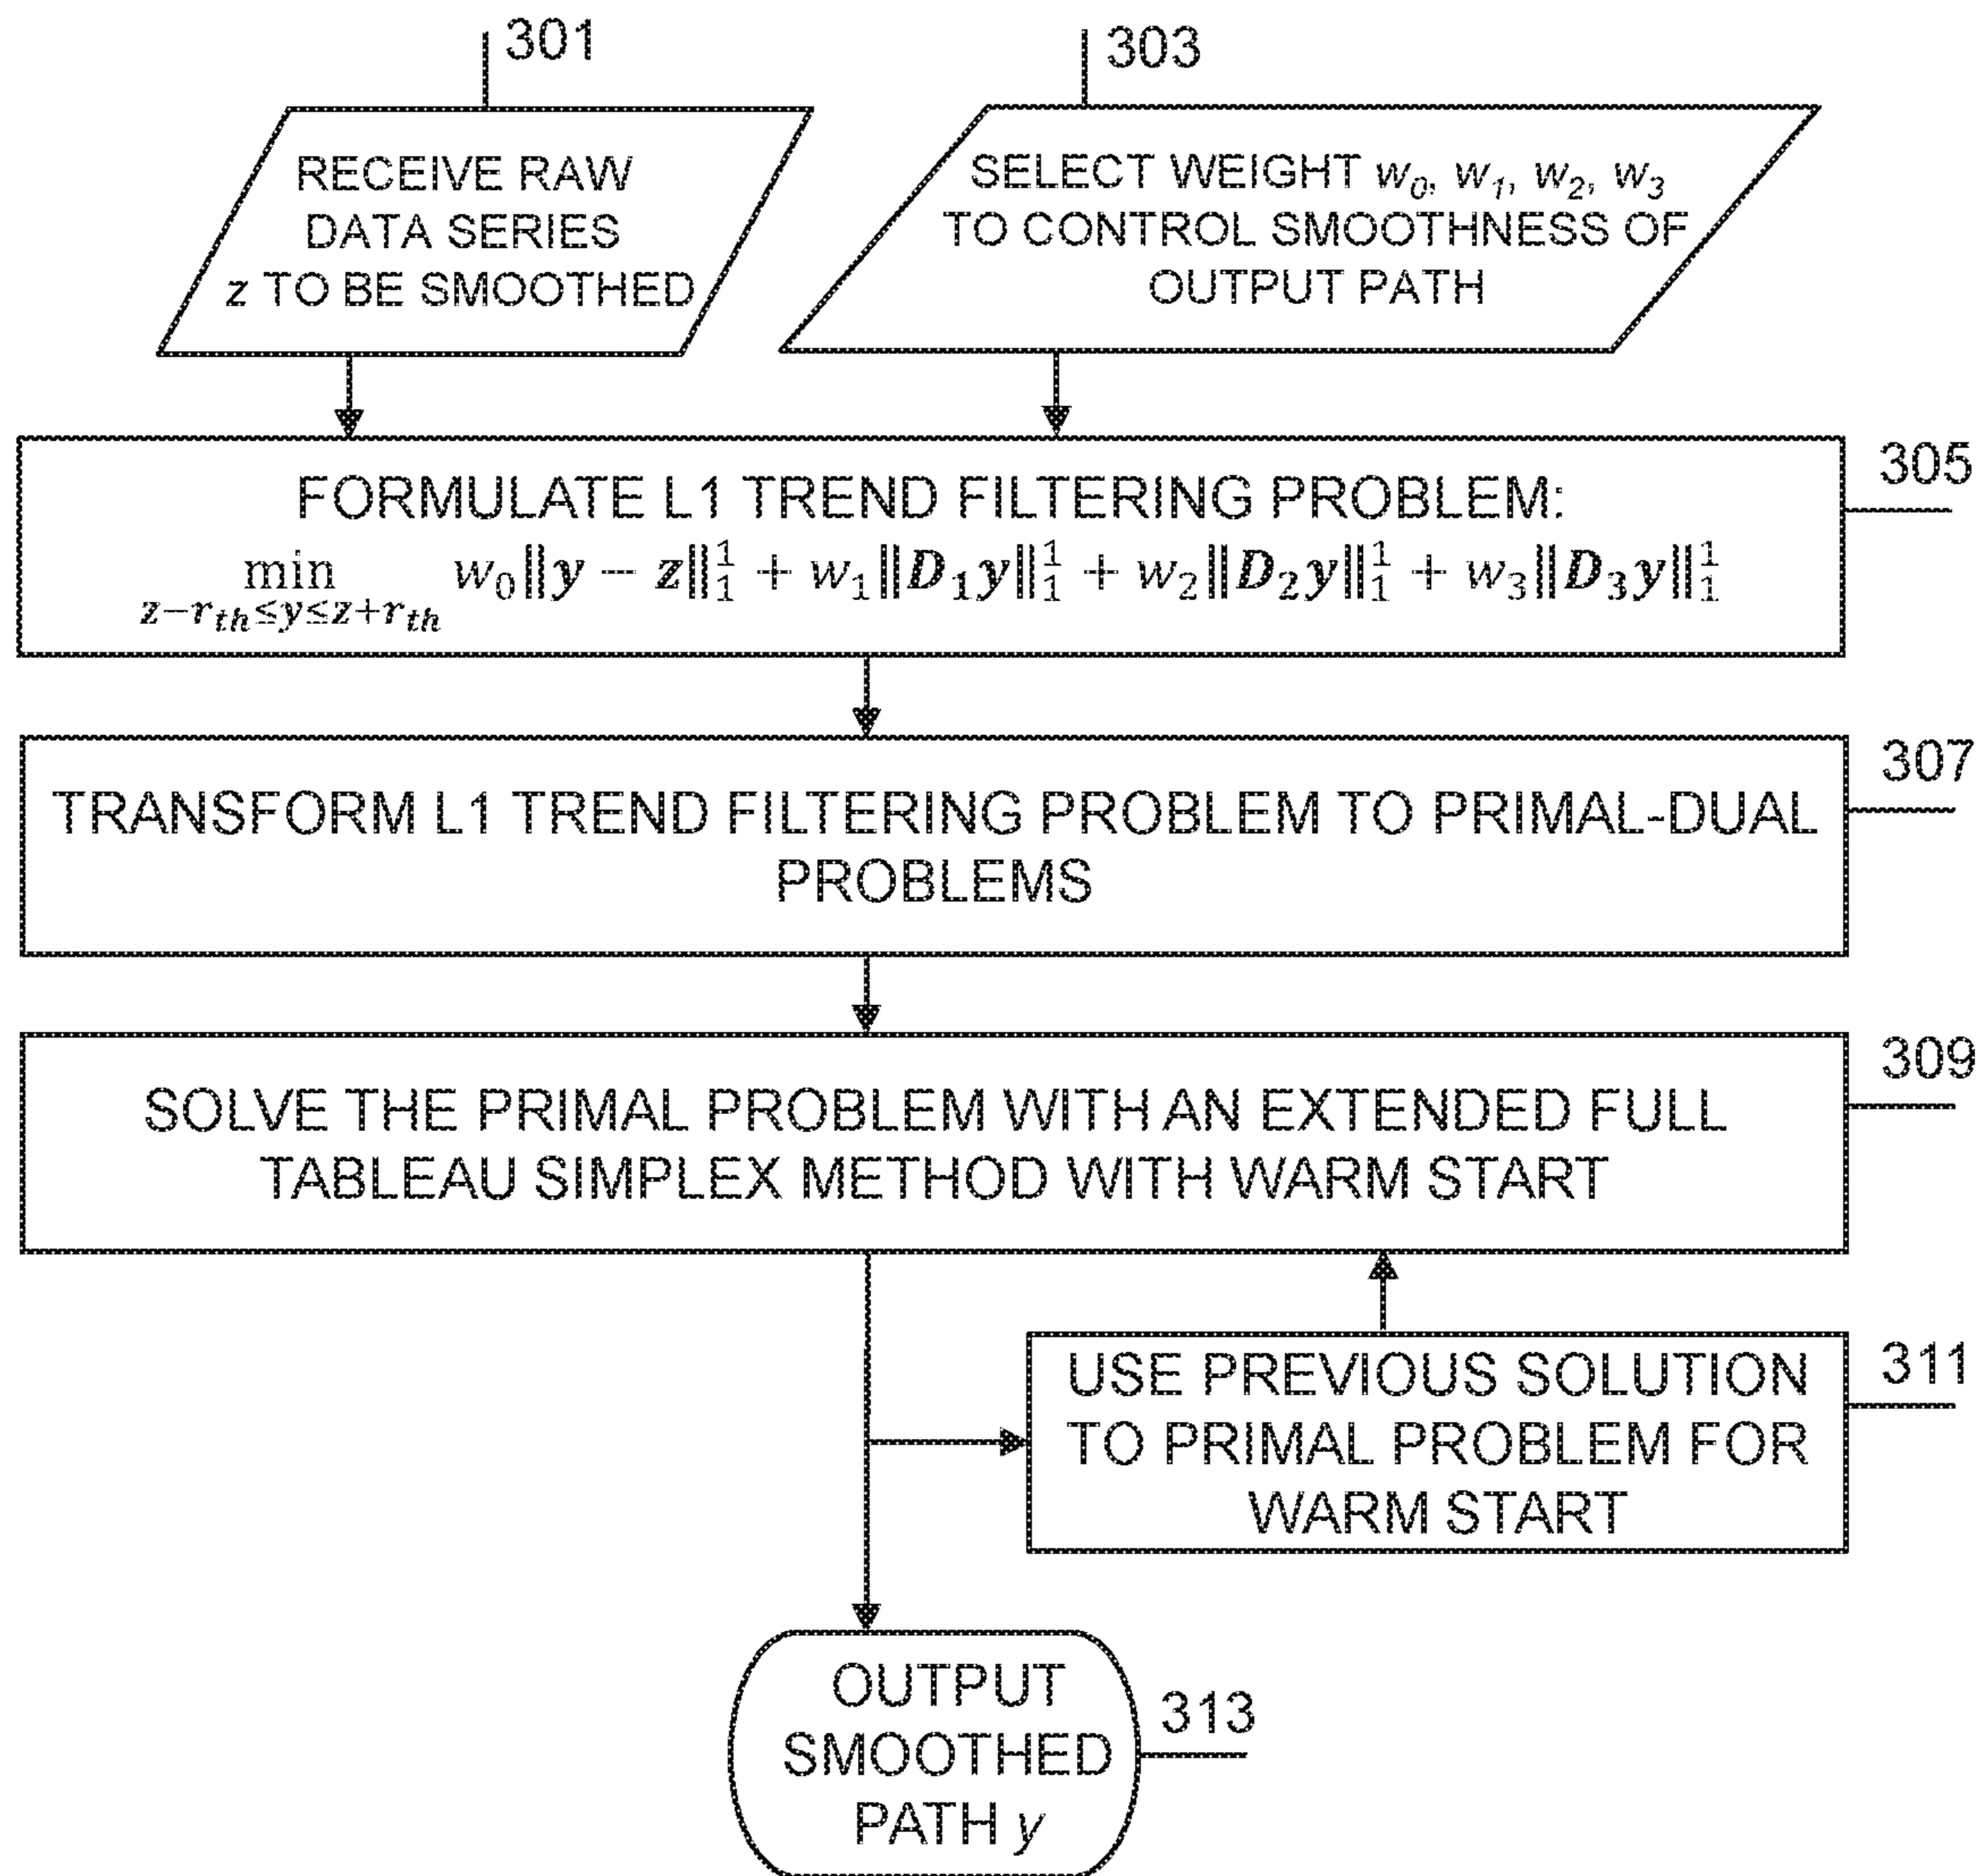 301
RECEIVE RAW
DATA SERIES
z TO BE SMOOTHED
303
SELECT WEIGHT w₀, w₁, w₂, w₃
TO CONTROL SMOOTHNESS OF
OUTPUT PATH
305
FORMULATE L1 TREND FILTERING PROBLEM:
min w₀‖y − z‖₁¹ + w₁‖D₁y‖₁¹ + w₂‖D₂y‖₁¹ + w₃‖D₃y‖₁¹
z−r_th≤y≤z+r_th
307
TRANSFORM L1 TREND FILTERING PROBLEM TO PRIMAL-DUAL
PROBLEMS
309
SOLVE THE PRIMAL PROBLEM WITH AN EXTENDED FULL
TABLEAU SIMPLEX METHOD WITH WARM START
311
USE PREVIOUS SOLUTION
TO PRIMAL PROBLEM FOR
WARM START
313
OUTPUT
SMOOTHED
PATH y